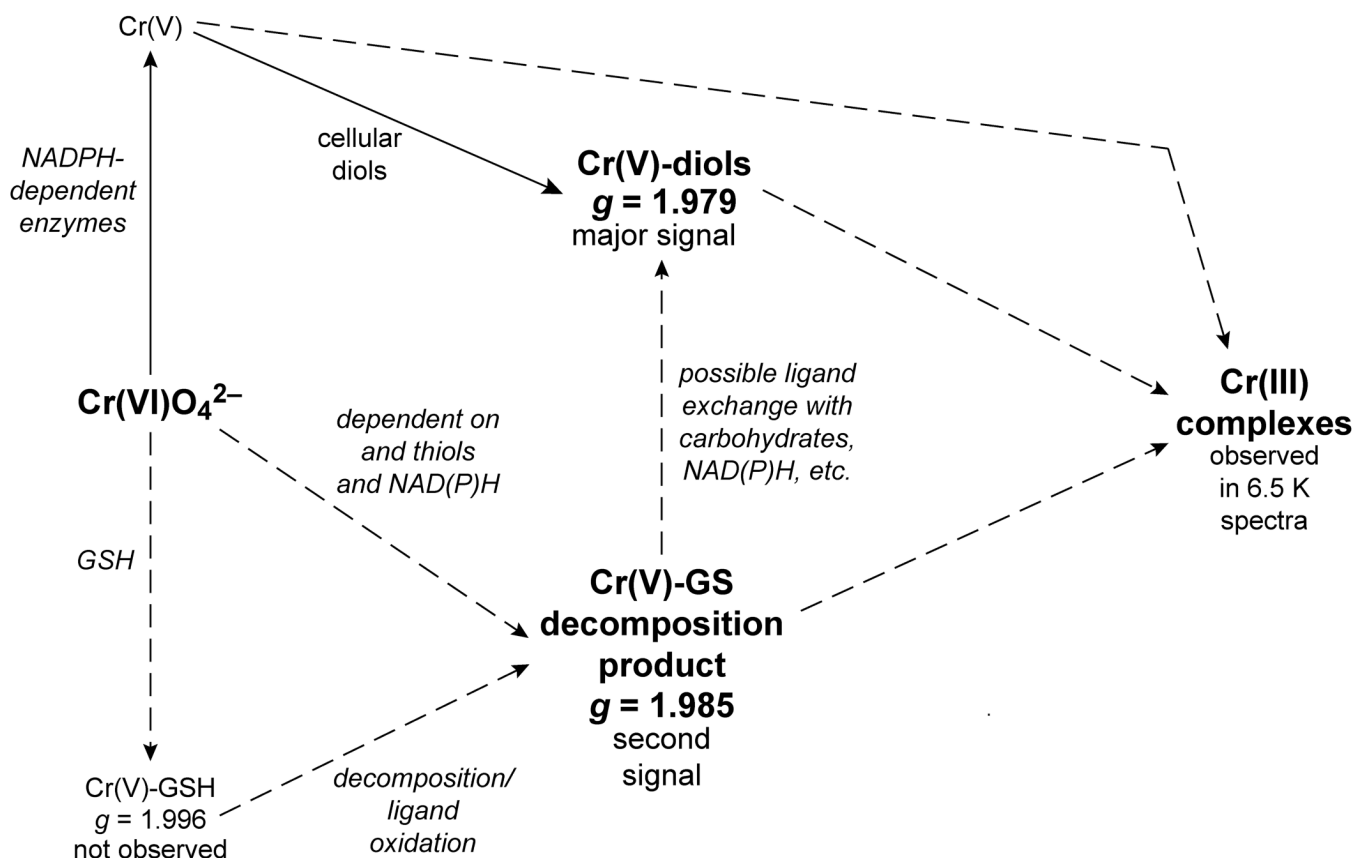 Cr(V)
NADPH-
dependent
enzymes
cellular
diols
Cr(V)-diols
g = 1.979
major signal
Cr(VI)O₄²⁻
dependent on
and thiols
and NAD(P)H
possible ligand
exchange with
carbohydrates,
NAD(P)H, etc.
Cr(III)
complexes
observed
in 6.5 K
spectra
GSH
Cr(V)-GS
decomposition
product
g = 1.985
second
signal
Cr(V)-GSH
g = 1.996
not observed
decomposition/
ligand
oxidation